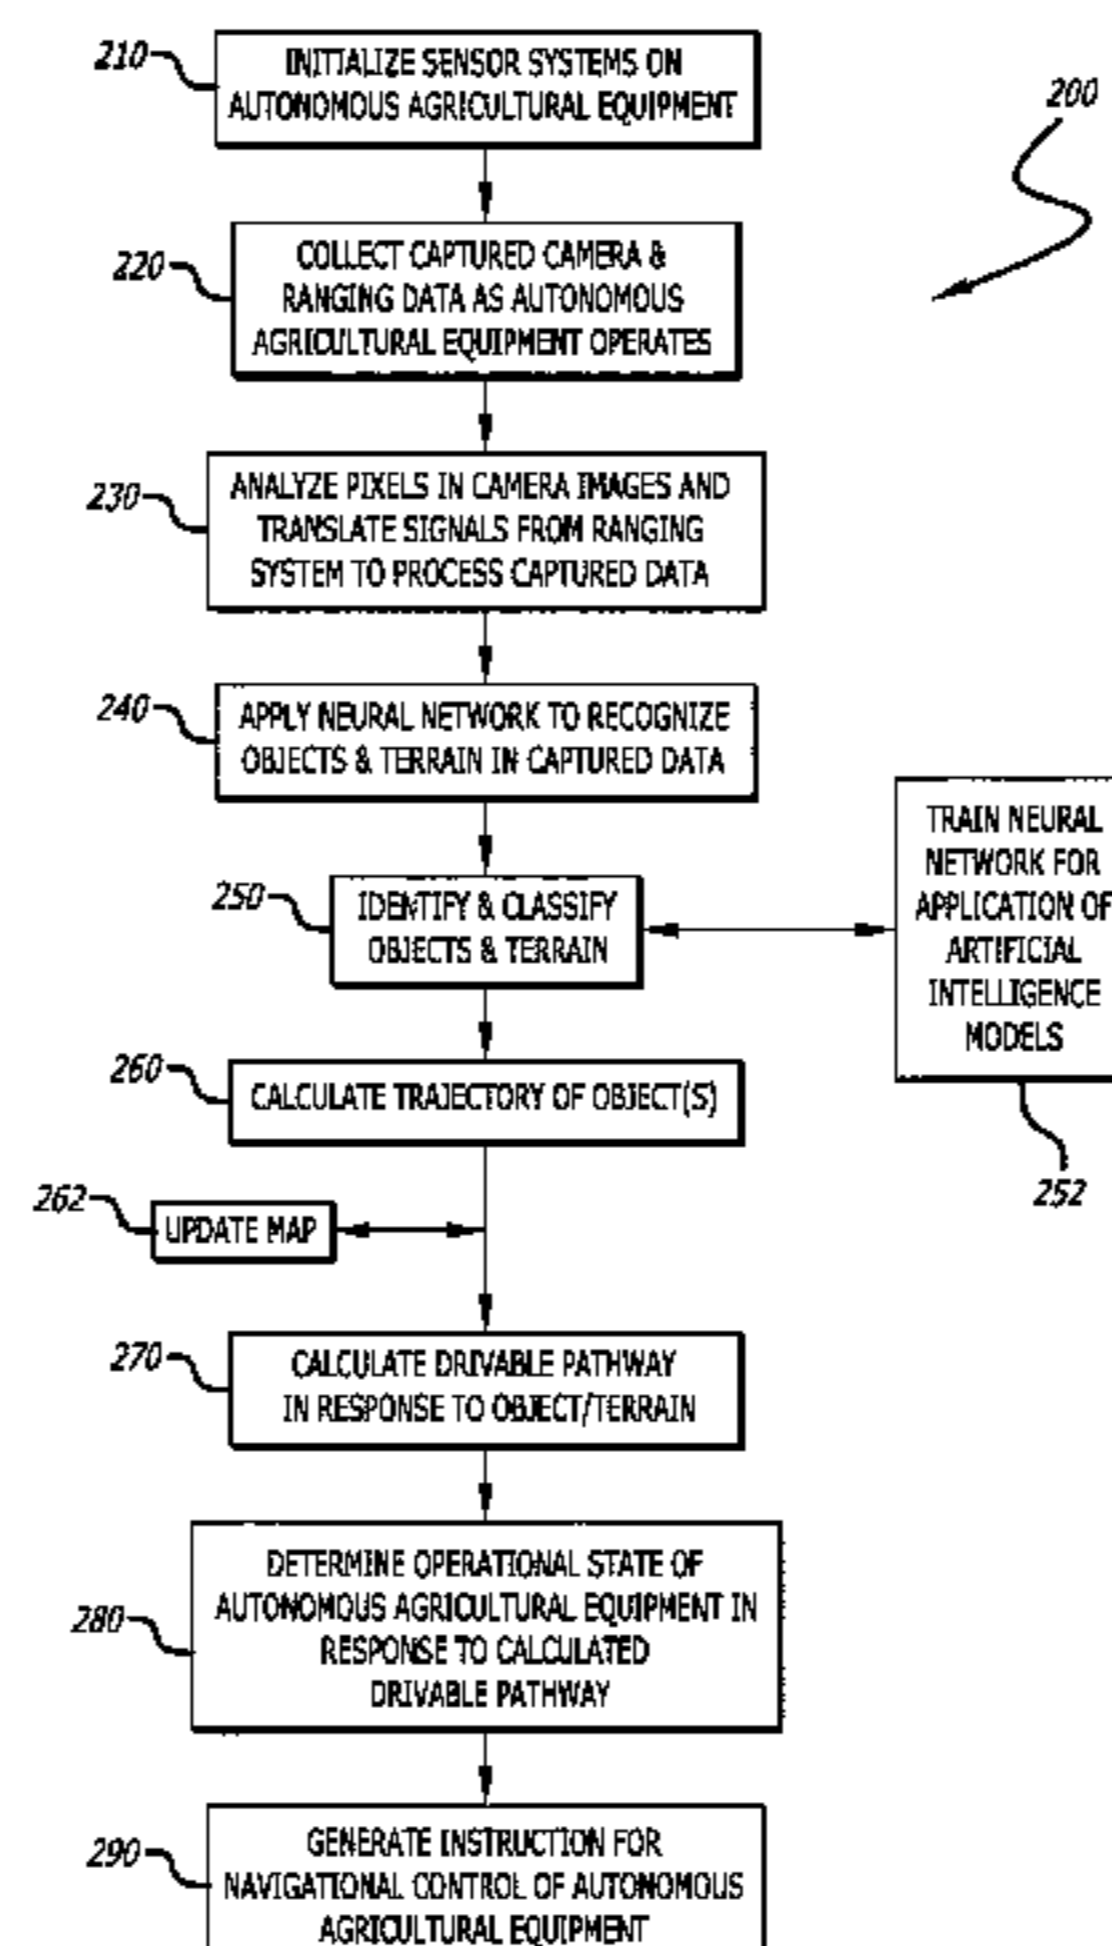 210
INITIALIZE SENSOR SYSTEMS ON
AUTONOMOUS AGRICULTURAL EQUIPMENT
200
220
COLLECT CAPTURED CAMERA &
RANGING DATA AS AUTONOMOUS
AGRICULTURAL EQUIPMENT OPERATES
230
ANALYZE PIXELS IN CAMERA IMAGES AND
TRANSLATE SIGNALS FROM RANGING
SYSTEM TO PROCESS CAPTURED DATA
240
APPLY NEURAL NETWORK TO RECOGNIZE
OBJECTS & TERRAIN IN CAPTURED DATA
250
IDENTIFY & CLASSIFY
OBJECTS & TERRAIN
TRAIN NEURAL
NETWORK FOR
APPLICATION OF
ARTIFICIAL
INTELLIGENCE
MODELS
252
260
CALCULATE TRAJECTORY OF OBJECT(S)
262
UPDATE MAP
270
CALCULATE DRIVABLE PATHWAY
IN RESPONSE TO OBJECT/TERRAIN
280
DETERMINE OPERATIONAL STATE OF
AUTONOMOUS AGRICULTURAL EQUIPMENT IN
RESPONSE TO CALCULATED
DRIVABLE PATHWAY
290
GENERATE INSTRUCTION FOR
NAVIGATIONAL CONTROL OF AUTONOMOUS
AGRICULTURAL EQUIPMENT